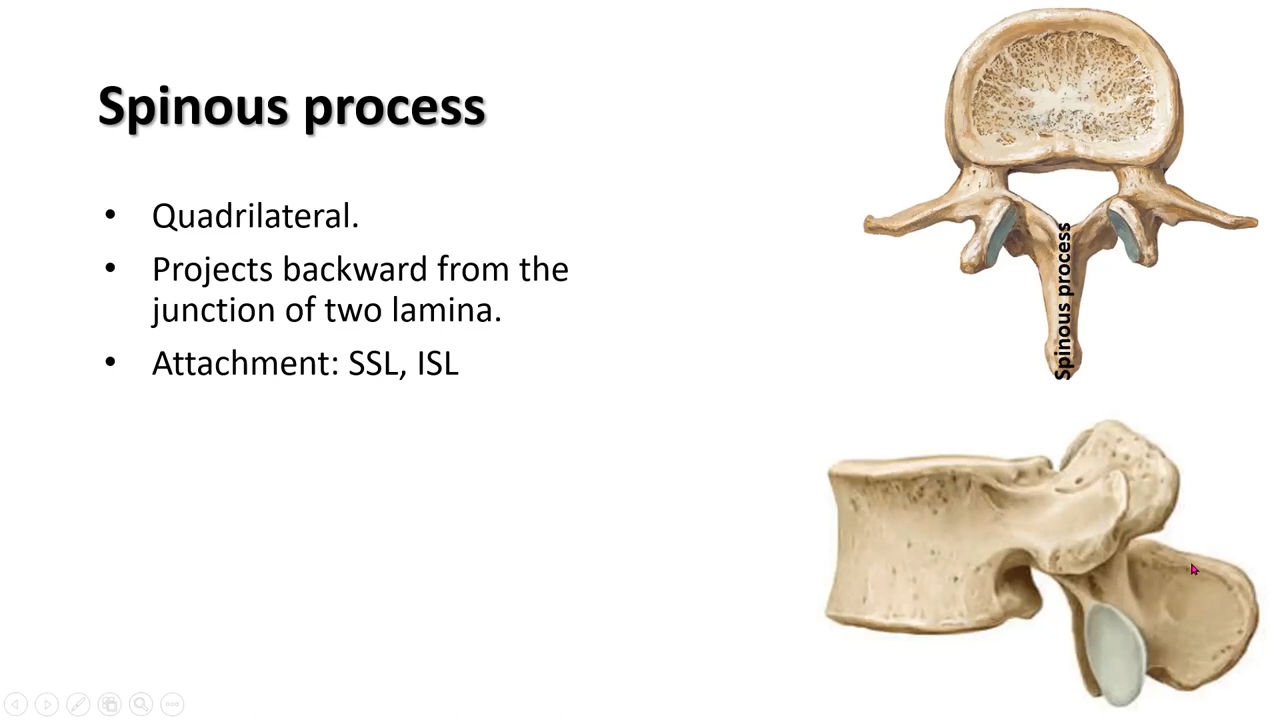 Spinous process
• Quadrilateral.
• Projects backward from the
junction of two lamina.
• Attachment: SSL, ISL
Spinous process